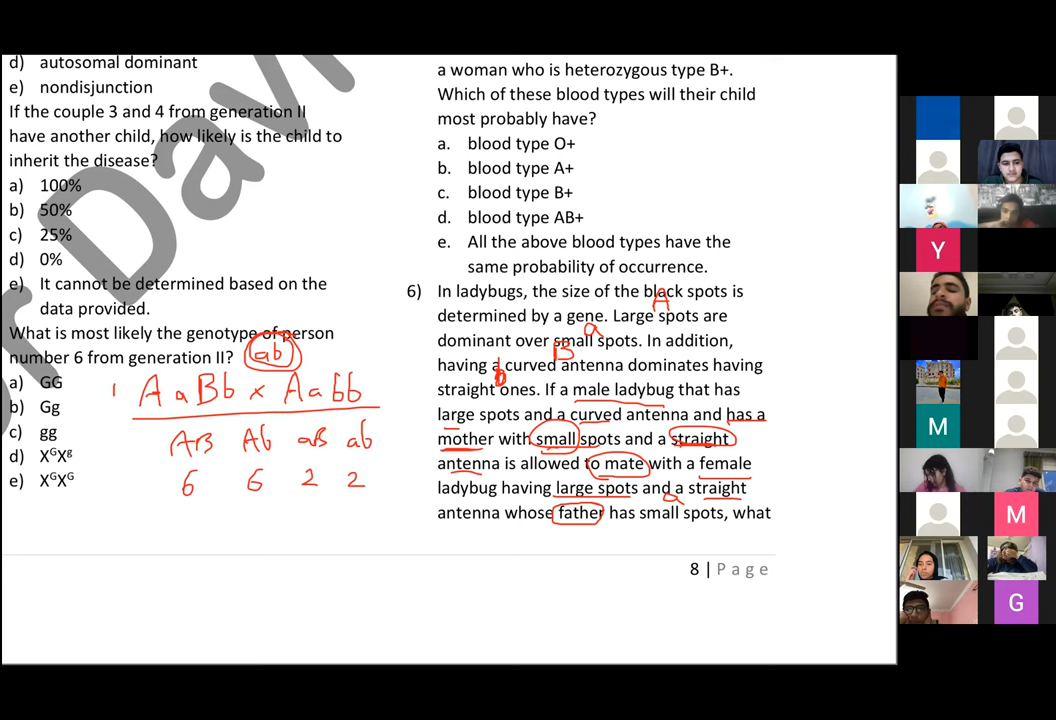 d) autosomal dominant
e) nondisjunction
If the couple 3 and 4 from generation II
have another child, how likely is the child to
inherit the disease?
a) 100%
b) 50%
c) 25%
d) 0%
e) It cannot be determined based on the
data provided.
What is most likely the genotype of person
number 6 from generation II?
ab
a) GG
b) Gg
c) gg
d) XᴳXᵍ
e) XᴳXᴳ
AaBb × Aabb
AB Ab aB ab
6 6 2 2
a woman who is heterozygous type B+.
Which of these blood types will their child
most probably have?
a. blood type O+
b. blood type A+
c. blood type B+
d. blood type AB+
e. All the above blood types have the
same probability of occurrence.
6) In ladybugs, the size of the black spots is
A
determined by a gene. Large spots are
a
dominant over small spots. In addition,
B
having a curved antenna dominates having
b
straight ones. If a male ladybug that has
large spots and a curved antenna and has a
mother with small spots and a straight
antenna is allowed to mate with a female
ladybug having large spots and a straight
a
antenna whose father has small spots, what
8 | Page
r Davi
Y
M
M
G